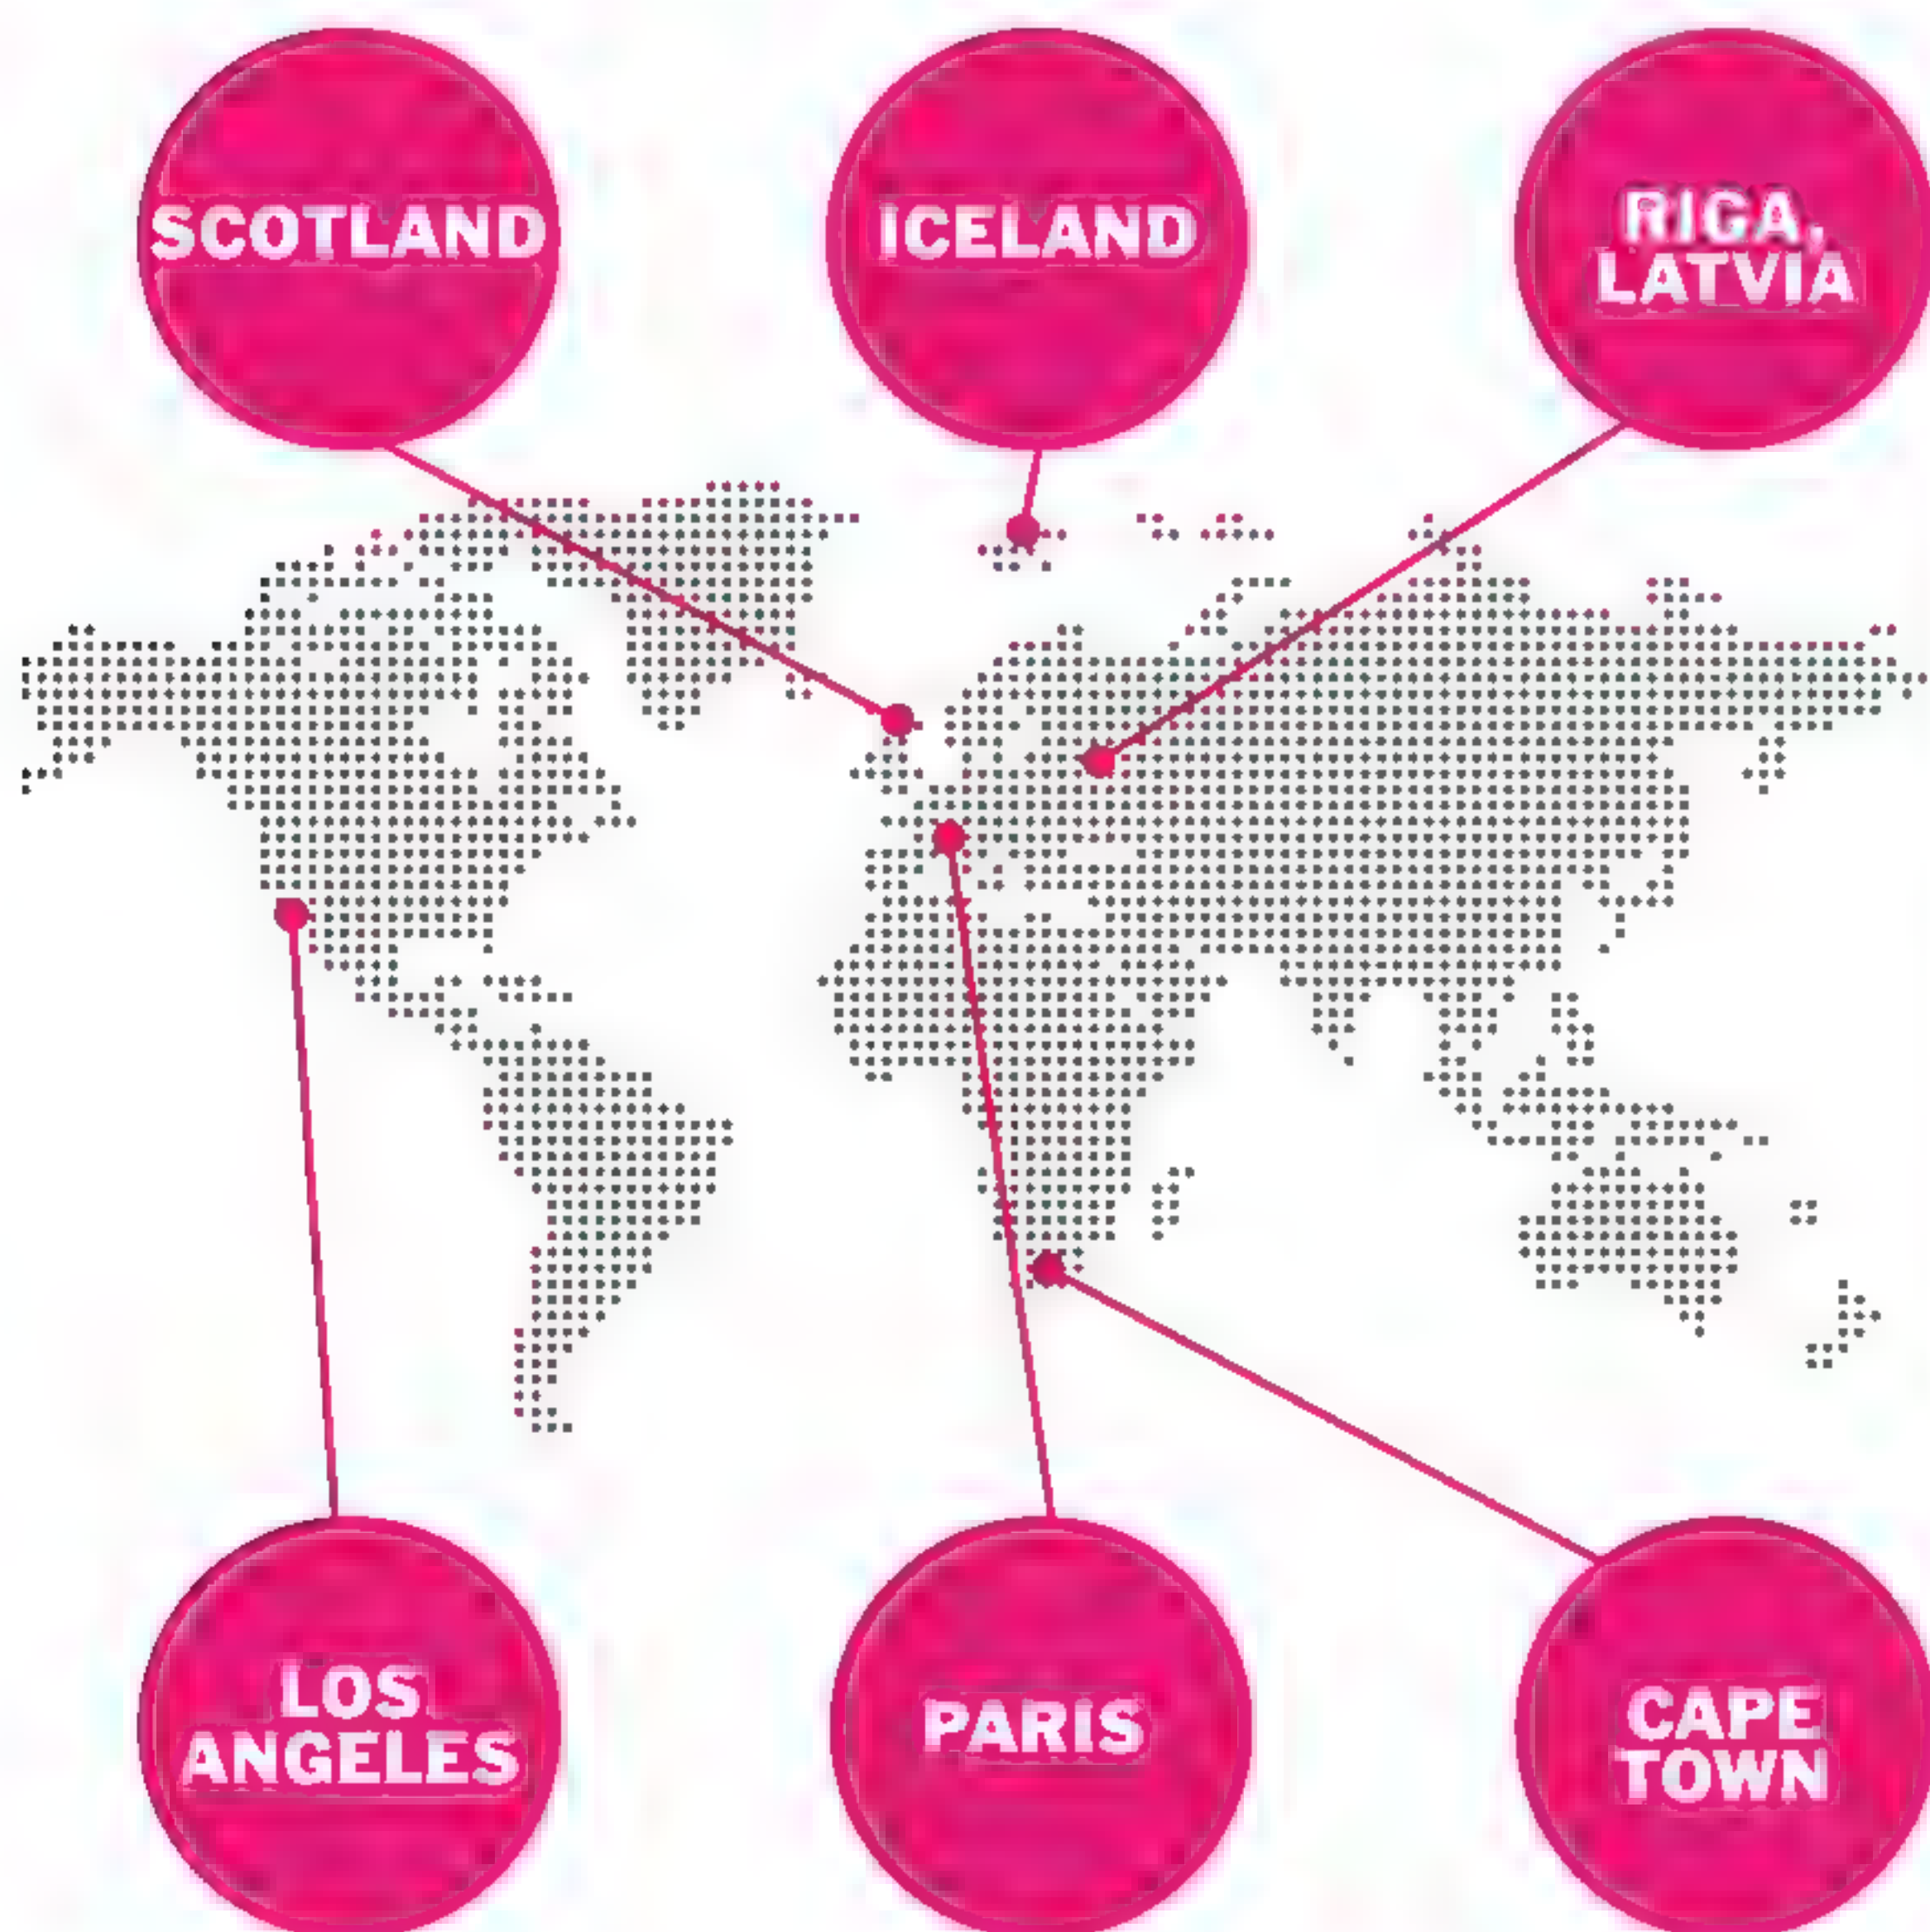 SCOTLAND
ICELAND
RIGA,
LATVIA
LOS
ANGELES
PARIS
CAPE
TOWN